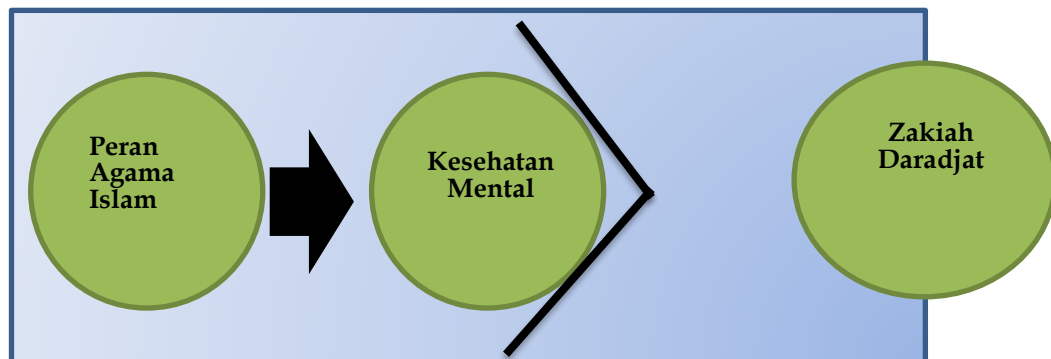 Peran
Agama
Islam
Kesehatan
Mental
Zakiah
Daradjat